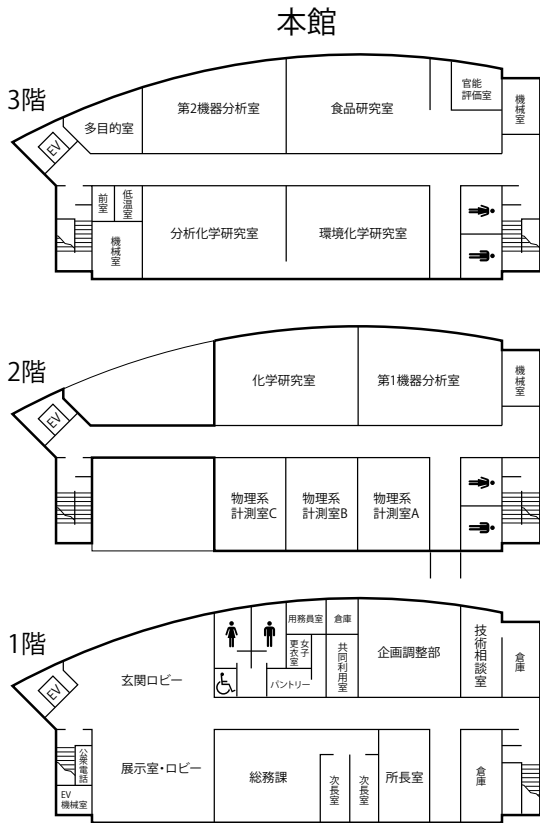 本館
3階
EV
多目的室
第2機器分析室
食品研究室
官能
評価室
機械室
前室
低温室
機械室
分析化学研究室
環境化学研究室
2階
EV
化学研究室
第1機器分析室
機械室
物理系
計測室C
物理系
計測室B
物理系
計測室A
1階
EV
玄関ロビー
用務員室
倉庫
女子
更衣室
パントリー
共同利用室
企画調整部
技術相談室
倉庫
公衆電話
EV
機械室
展示室・ロビー
総務課
次長室
次長室
所長室
倉庫